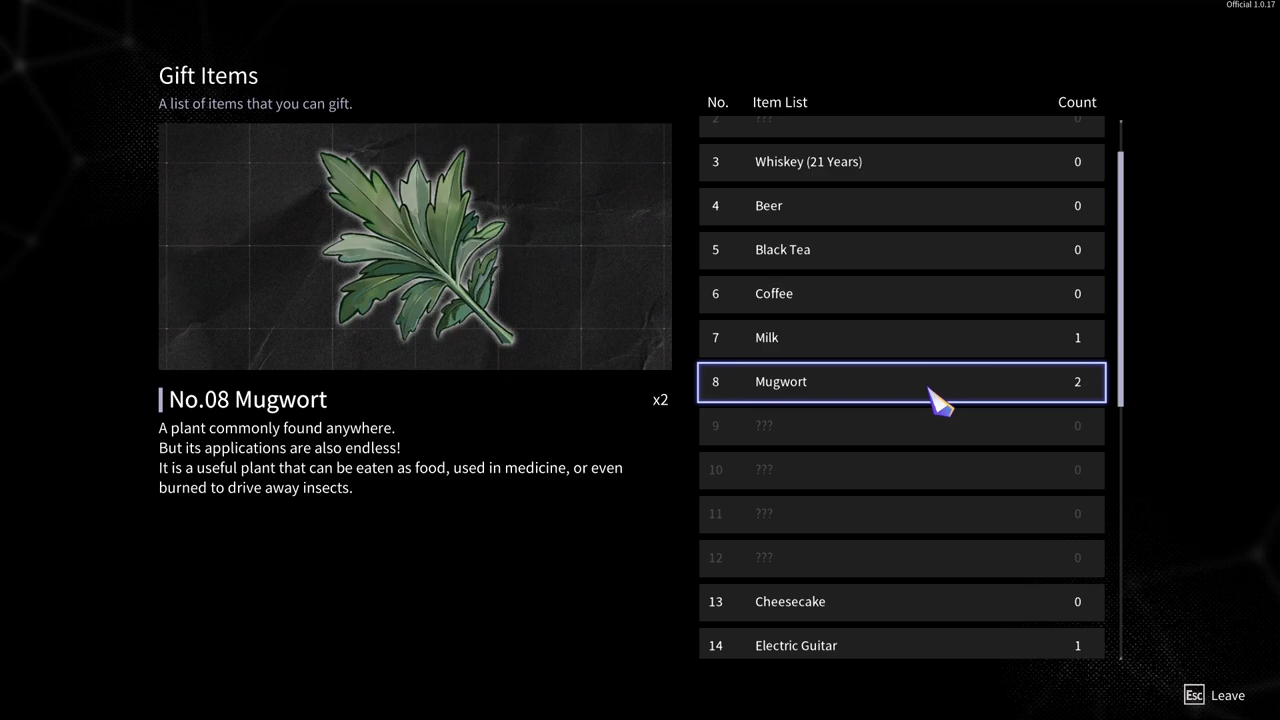 Official 1.0.17
Gift Items
A list of items that you can gift.
No. Item List Count
2 ??? 0
3 Whiskey (21 Years) 0
4 Beer 0
5 Black Tea 0
6 Coffee 0
7 Milk 1
8 Mugwort 2
9 ??? 0
10 ??? 0
11 ??? 0
12 ??? 0
13 Cheesecake 0
14 Electric Guitar 1
No.08 Mugwort x2
A plant commonly found anywhere.
But its applications are also endless!
It is a useful plant that can be eaten as food, used in medicine, or even
burned to drive away insects.
Esc Leave